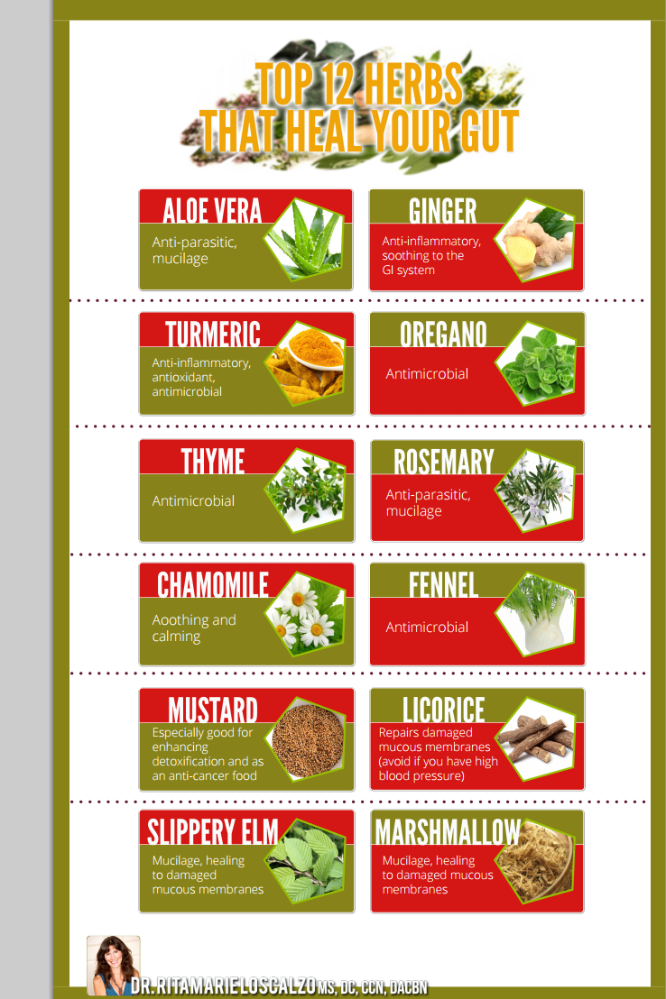 TOP 12 HERBS
THAT HEAL YOUR GUT
ALOE VERA
Anti-parasitic,
mucilage
GINGER
Anti-inflammatory,
soothing to the
GI system
TURMERIC
Anti-inflammatory,
antioxidant,
antimicrobial
OREGANO
Antimicrobial
THYME
Antimicrobial
ROSEMARY
Anti-parasitic,
mucilage
CHAMOMILE
Aoothing and
calming
FENNEL
Antimicrobial
MUSTARD
Especially good for
enhancing
detoxification and as
an anti-cancer food
LICORICE
Repairs damaged
mucous membranes
(avoid if you have high
blood pressure)
SLIPPERY ELM
Mucilage, healing
to damaged
mucous membranes
MARSHMALLOW
Mucilage, healing
to damaged mucous
membranes
DR. RITAMARIE LOSCALZO MS, DC, CCN, DACBN